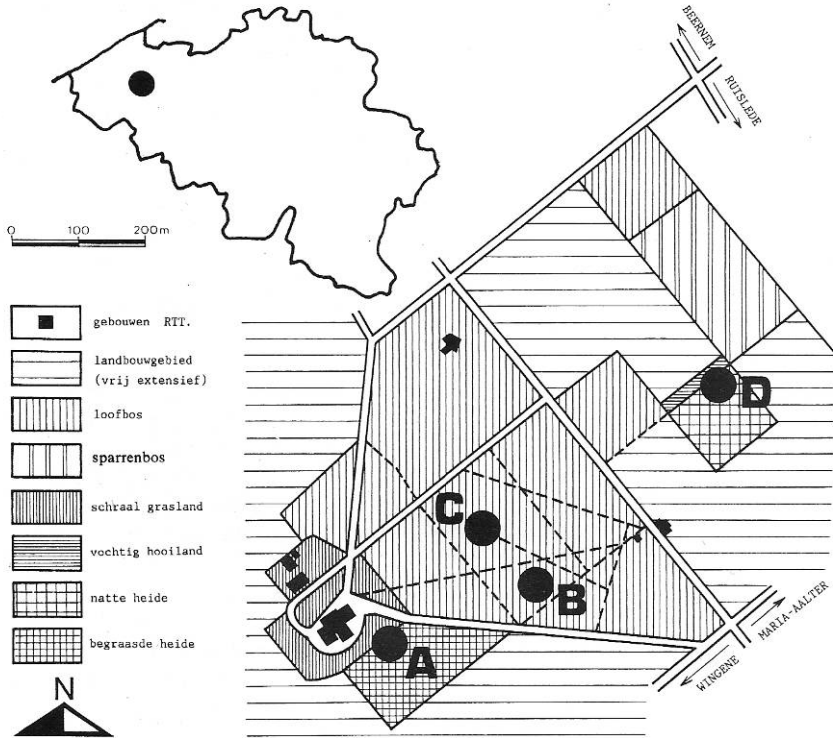 BEERNEM
RUISLEDE
0 100 200m
gebouwen RTT.
landbouwgebied
(vrij extensief)
loofbos
sparrenbos
schraal grasland
vochtig hooiland
natte heide
begraasde heide
N
D
C
B
A
MARIA-AALTER
WINGENE